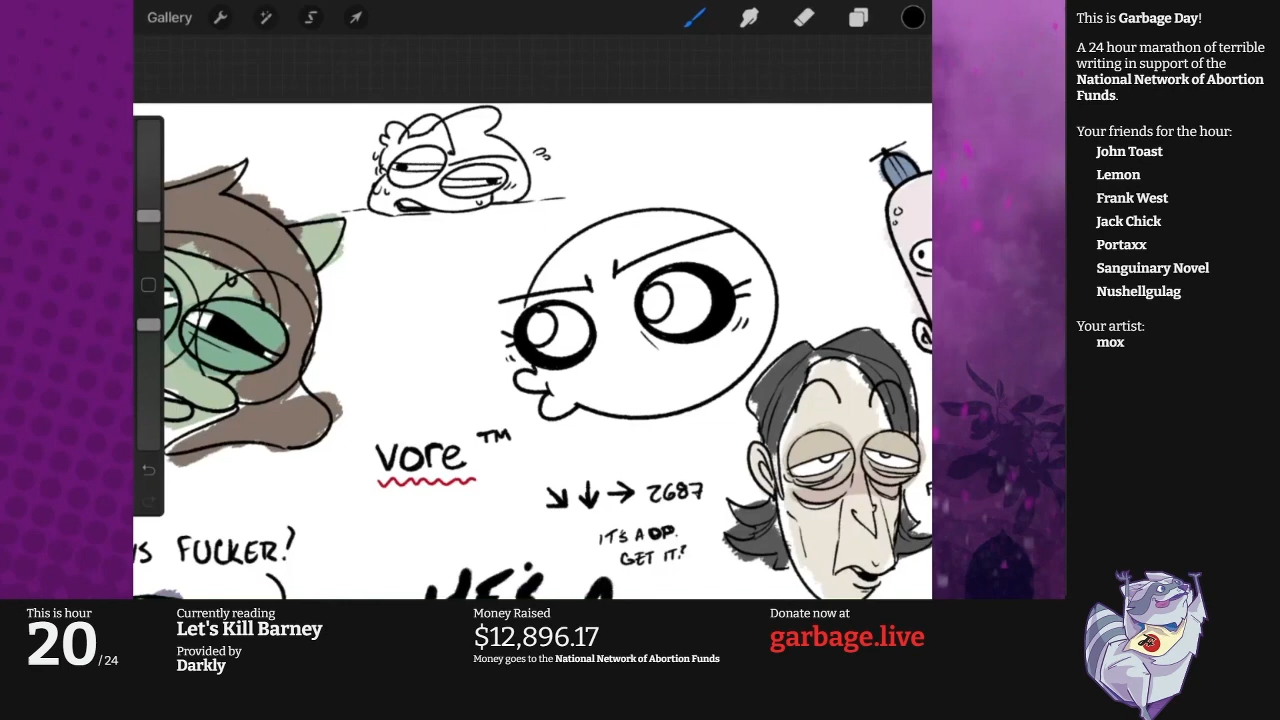 Gallery
This is Garbage Day!
A 24 hour marathon of terrible
writing in support of the
National Network of Abortion
Funds.
Your friends for the hour:
John Toast
Lemon
Frank West
Jack Chick
Portaxx
Sanguinary Novel
Nushellgulag
Your artist:
mox
vore™
↘ ↓ → 2687
IT'S A DP.
GET IT?
IS FUCKER?
HE'S A
This is hour
20 / 24
Currently reading
Let's Kill Barney
Provided by
Darkly
Money Raised
$12,896.17
Money goes to the National Network of Abortion Funds
Donate now at
garbage.live